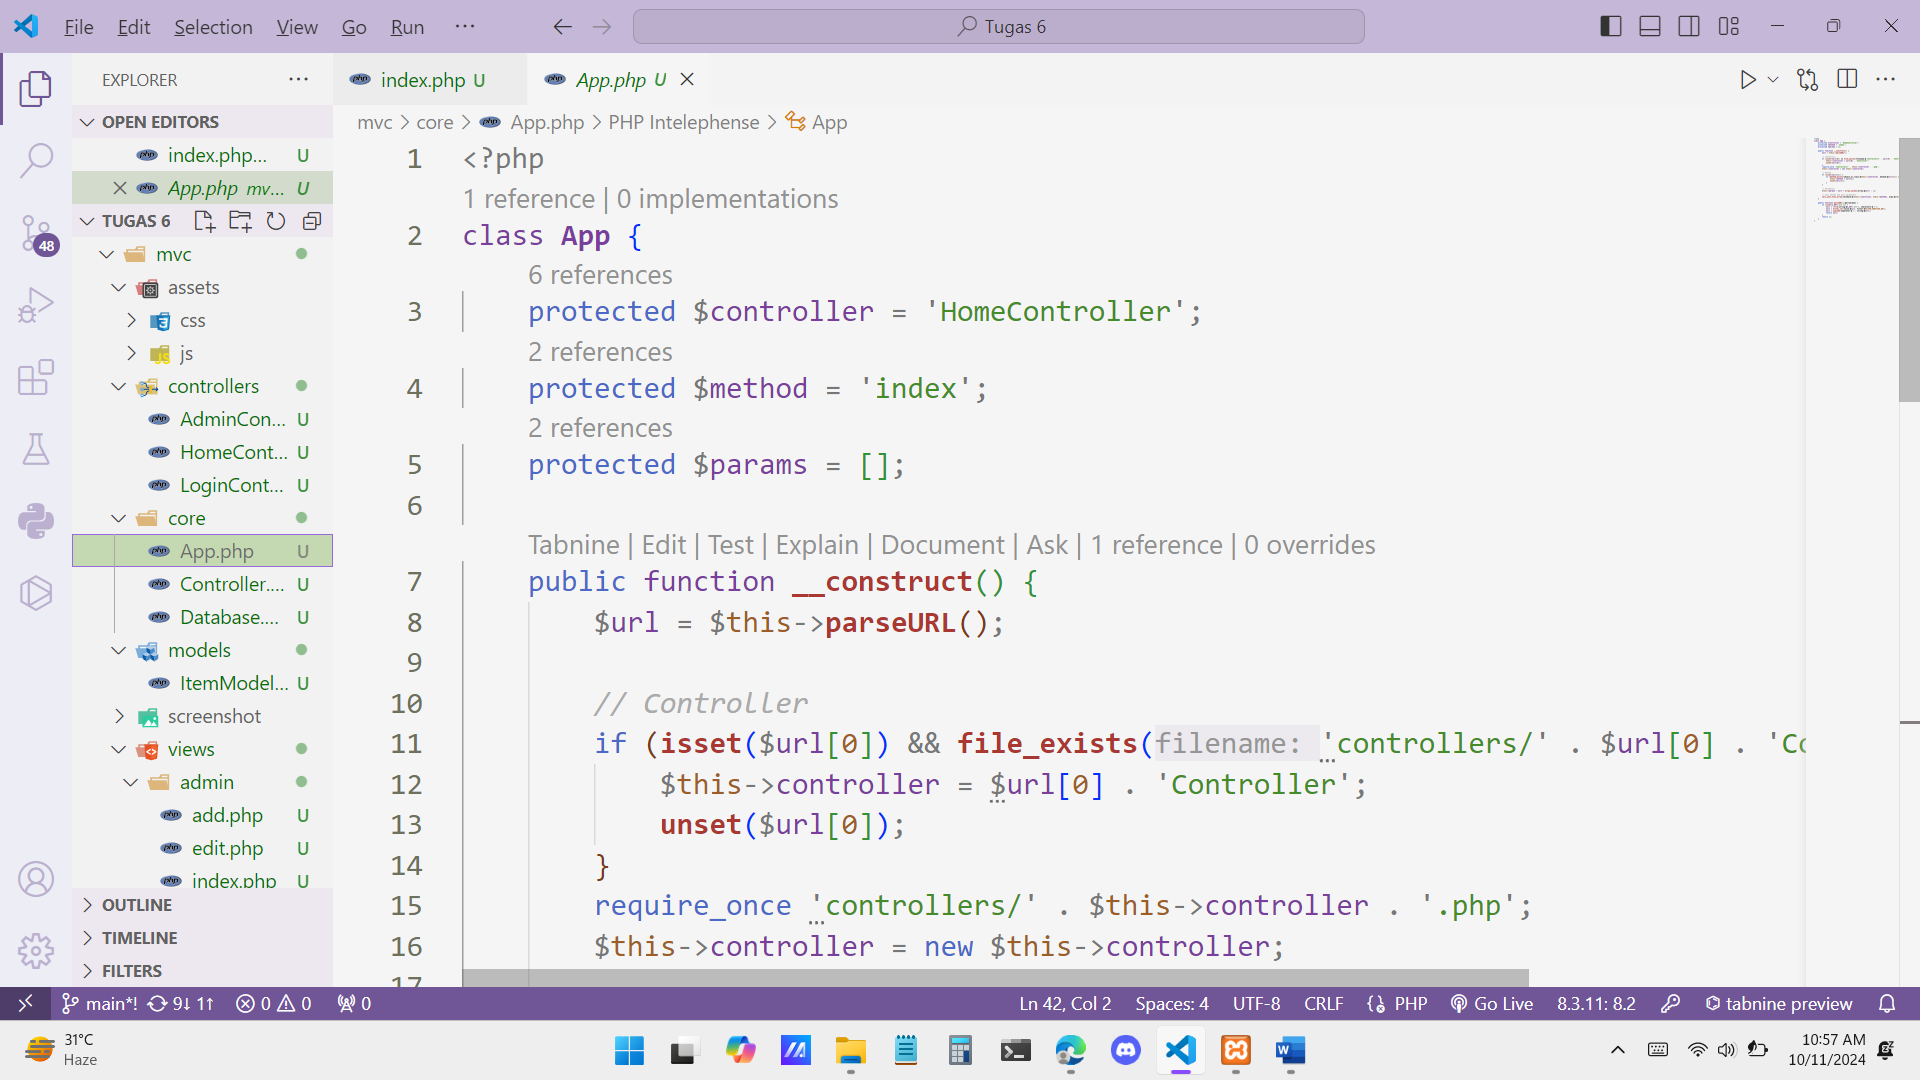 File Edit Selection View Go Run ···
Tugas 6
EXPLORER
index.php U
App.php U
OPEN EDITORS
index.php... U
App.php mv... U
mvc > core > App.php > PHP Intelephense > App
TUGAS 6
mvc
assets
css
js
controllers
AdminCon... U
HomeCont... U
LoginCont... U
core
App.php U
Controller.... U
Database.... U
models
ItemModel... U
screenshot
views
admin
add.php U
edit.php U
index.php U
OUTLINE
TIMELINE
FILTERS
48
1 <?php
1 reference | 0 implementations
2 class App {
6 references
3 protected $controller = 'HomeController';
2 references
4 protected $method = 'index';
2 references
5 protected $params = [];
6
Tabnine | Edit | Test | Explain | Document | Ask | 1 reference | 0 overrides
7 public function __construct() {
8 $url = $this->parseURL();
9
10 // Controller
11 if (isset($url[0]) && file_exists(filename: 'controllers/' . $url[0] . 'Co
12 $this->controller = $url[0] . 'Controller';
13 unset($url[0]);
14 }
15 require_once 'controllers/' . $this->controller . '.php';
16 $this->controller = new $this->controller;
17
main*! 9↓ 1↑ 0 0 0
Ln 42, Col 2 Spaces: 4 UTF-8 CRLF PHP Go Live 8.3.11: 8.2 tabnine preview
31°C
Haze
10:57 AM
10/11/2024